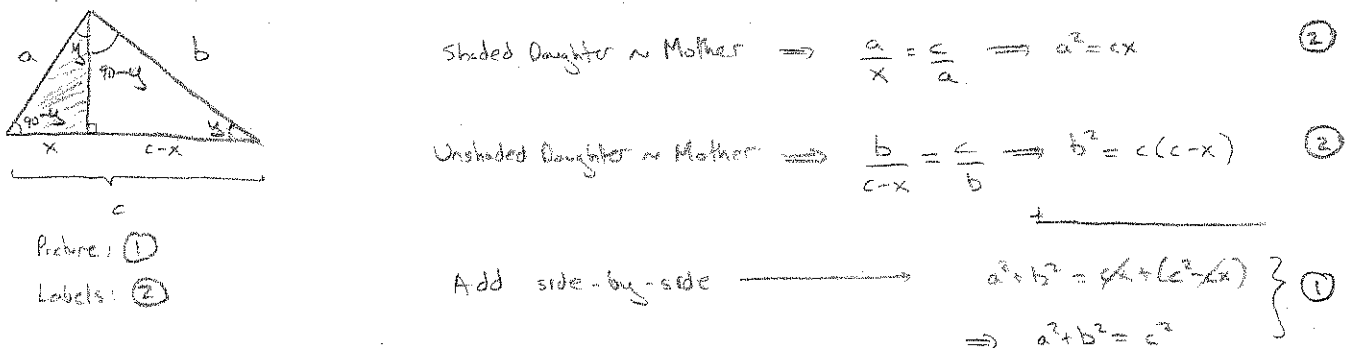 a
y
b
90-y
90-y
y
x
c-x
c
Picture: ①
Labels: ②
Shaded Daughter ~ Mother ⟹ a/x = c/a ⟹ a² = cx ②
Unshaded Daughter ~ Mother ⟹ b/(c-x) = c/b ⟹ b² = c(c-x) ②
+
Add side-by-side ⟶ a²+b² = cx + (c²-cx) } ①
⟹ a²+b² = c²